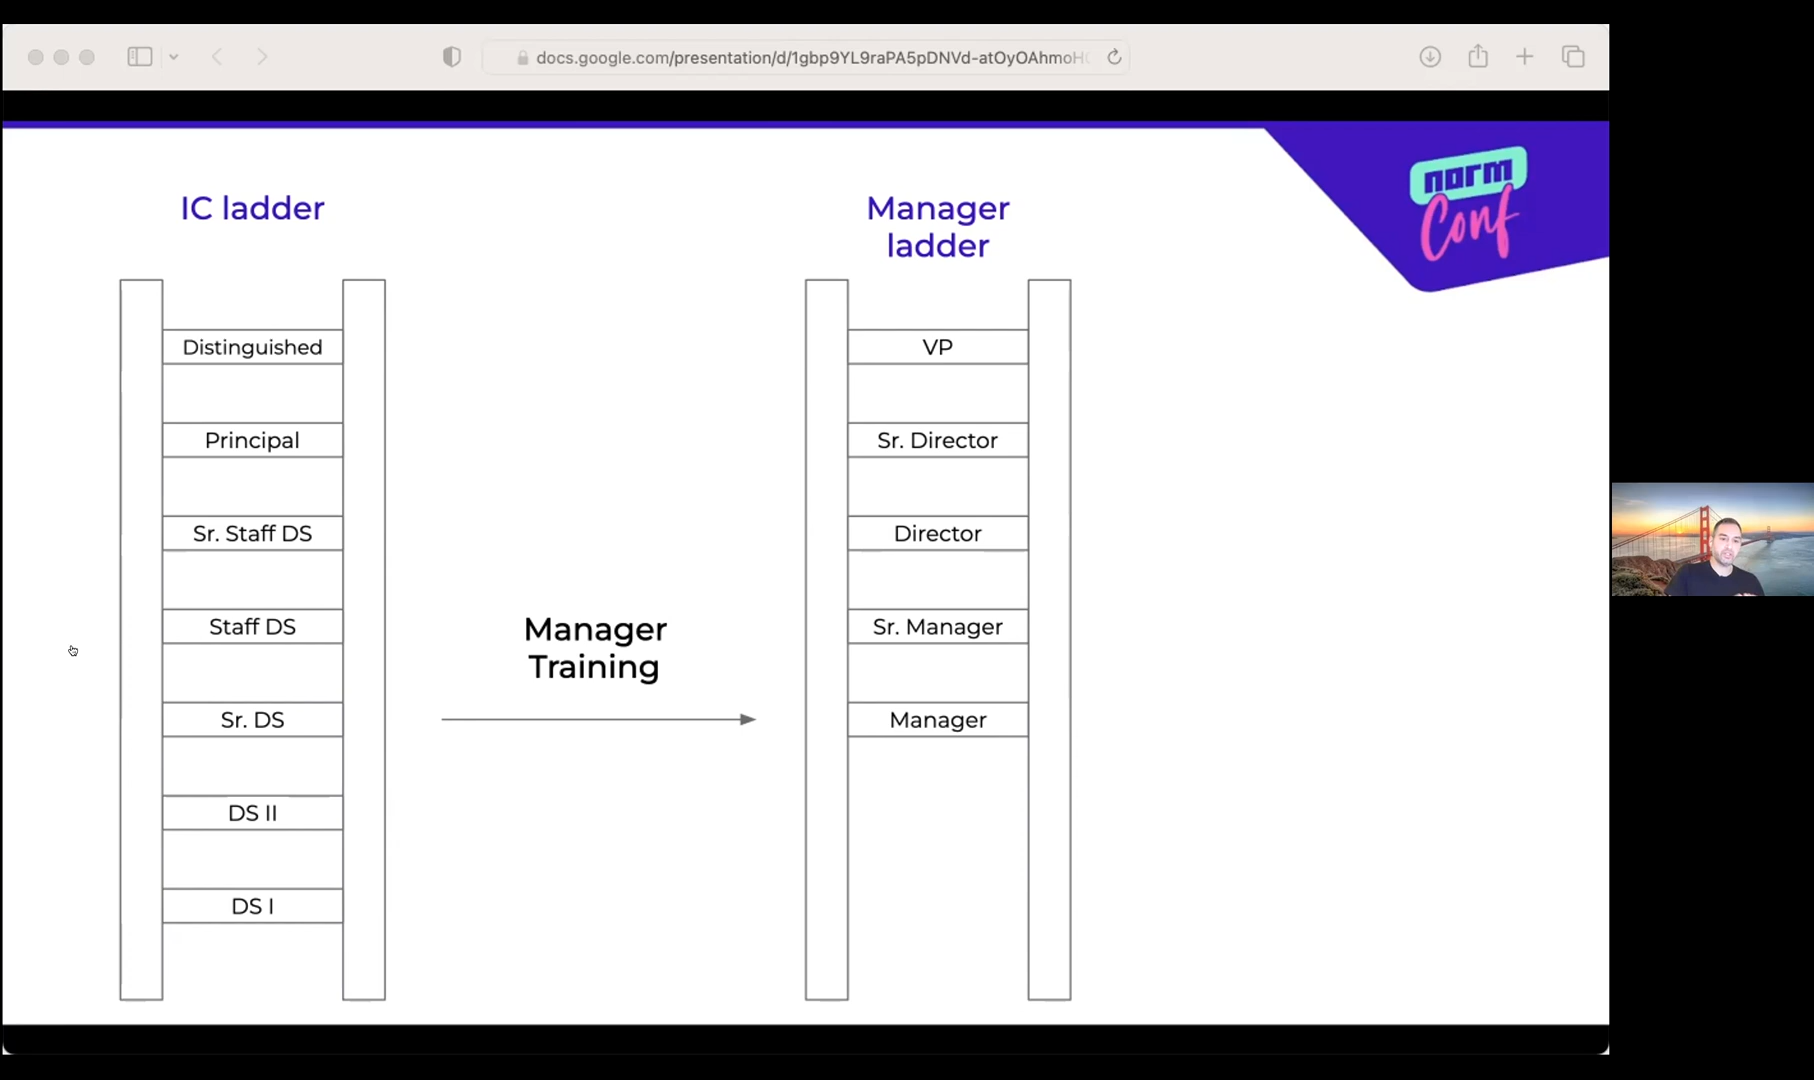 docs.google.com/presentation/d/1gbp9YL9raPA5pDNVd-atOyOAhmoH
norm
Conf
IC ladder
Distinguished
Principal
Sr. Staff DS
Staff DS
Sr. DS
DS II
DS I
Manager
Training
Manager
ladder
VP
Sr. Director
Director
Sr. Manager
Manager